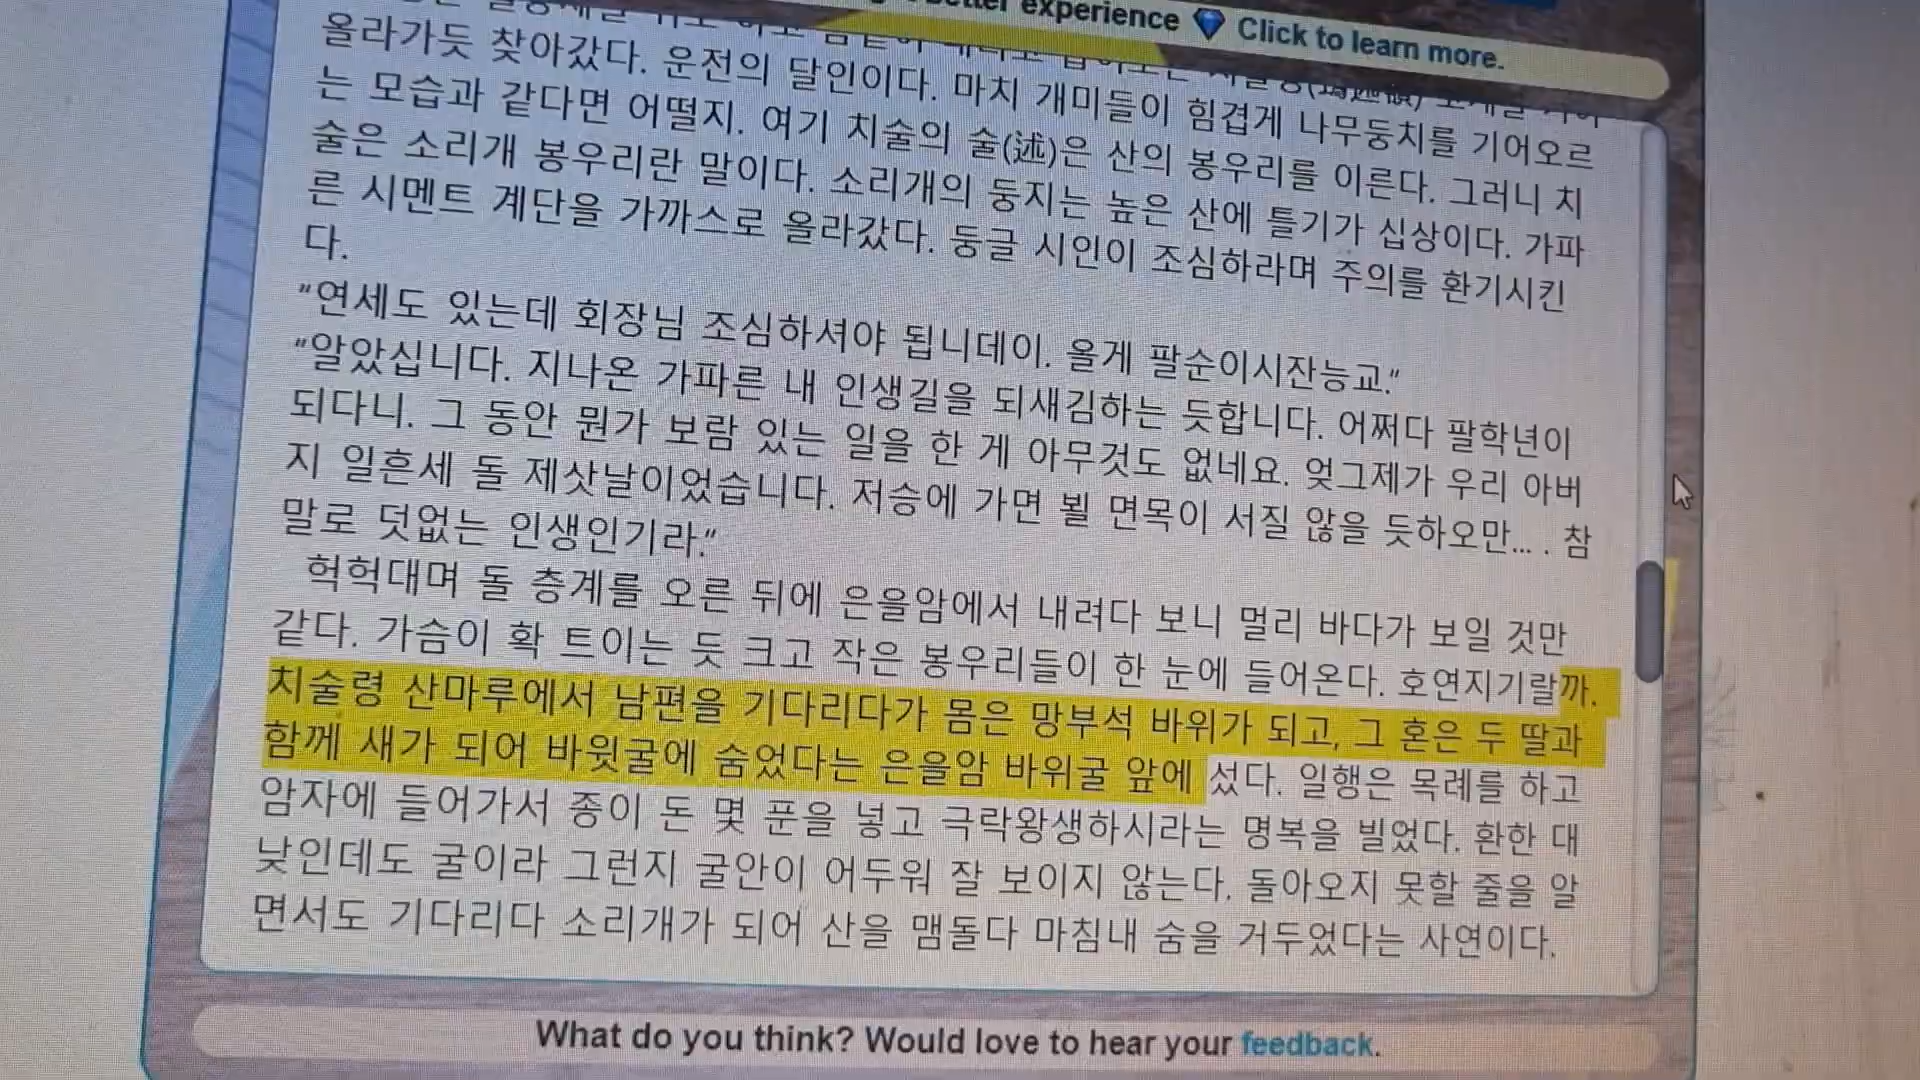 better experience 💎 Click to learn more.
올라가듯 찾아갔다. 운전의 달인이다. 마치 개미들이 힘겹게 나무둥치를 기어오르
는 모습과 같다면 어떨지. 여기 치술의 술(述)은 산의 봉우리를 이른다. 그러니 치
술은 소리개 봉우리란 말이다. 소리개의 둥지는 높은 산에 틀기가 십상이다. 가파
른 시멘트 계단을 가까스로 올라갔다. 둥글 시인이 조심하라며 주의를 환기시킨
다.
"연세도 있는데 회장님 조심하셔야 됩니데이. 올게 팔순이시잔능교."
"알았십니다. 지나온 가파른 내 인생길을 되새김하는 듯합니다. 어쩌다 팔학년이
되다니. 그 동안 뭔가 보람 있는 일을 한 게 아무것도 없네요. 엊그제가 우리 아버
지 일흔세 돌 제삿날이었습니다. 저승에 가면 뵐 면목이 서질 않을 듯하오만... . 참
말로 덧없는 인생인기라."
헉헉대며 돌 층계를 오른 뒤에 은을암에서 내려다 보니 멀리 바다가 보일 것만
같다. 가슴이 확 트이는 듯 크고 작은 봉우리들이 한 눈에 들어온다. 호연지기랄까.
치술령 산마루에서 남편을 기다리다가 몸은 망부석 바위가 되고, 그 혼은 두 딸과
함께 새가 되어 바윗굴에 숨었다는 은을암 바위굴 앞에 섰다. 일행은 목례를 하고
암자에 들어가서 종이 돈 몇 푼을 넣고 극락왕생하시라는 명복을 빌었다. 환한 대
낮인데도 굴이라 그런지 굴안이 어두워 잘 보이지 않는다. 돌아오지 못할 줄을 알
면서도 기다리다 소리개가 되어 산을 맴돌다 마침내 숨을 거두었다는 사연이다.
What do you think? Would love to hear your feedback.